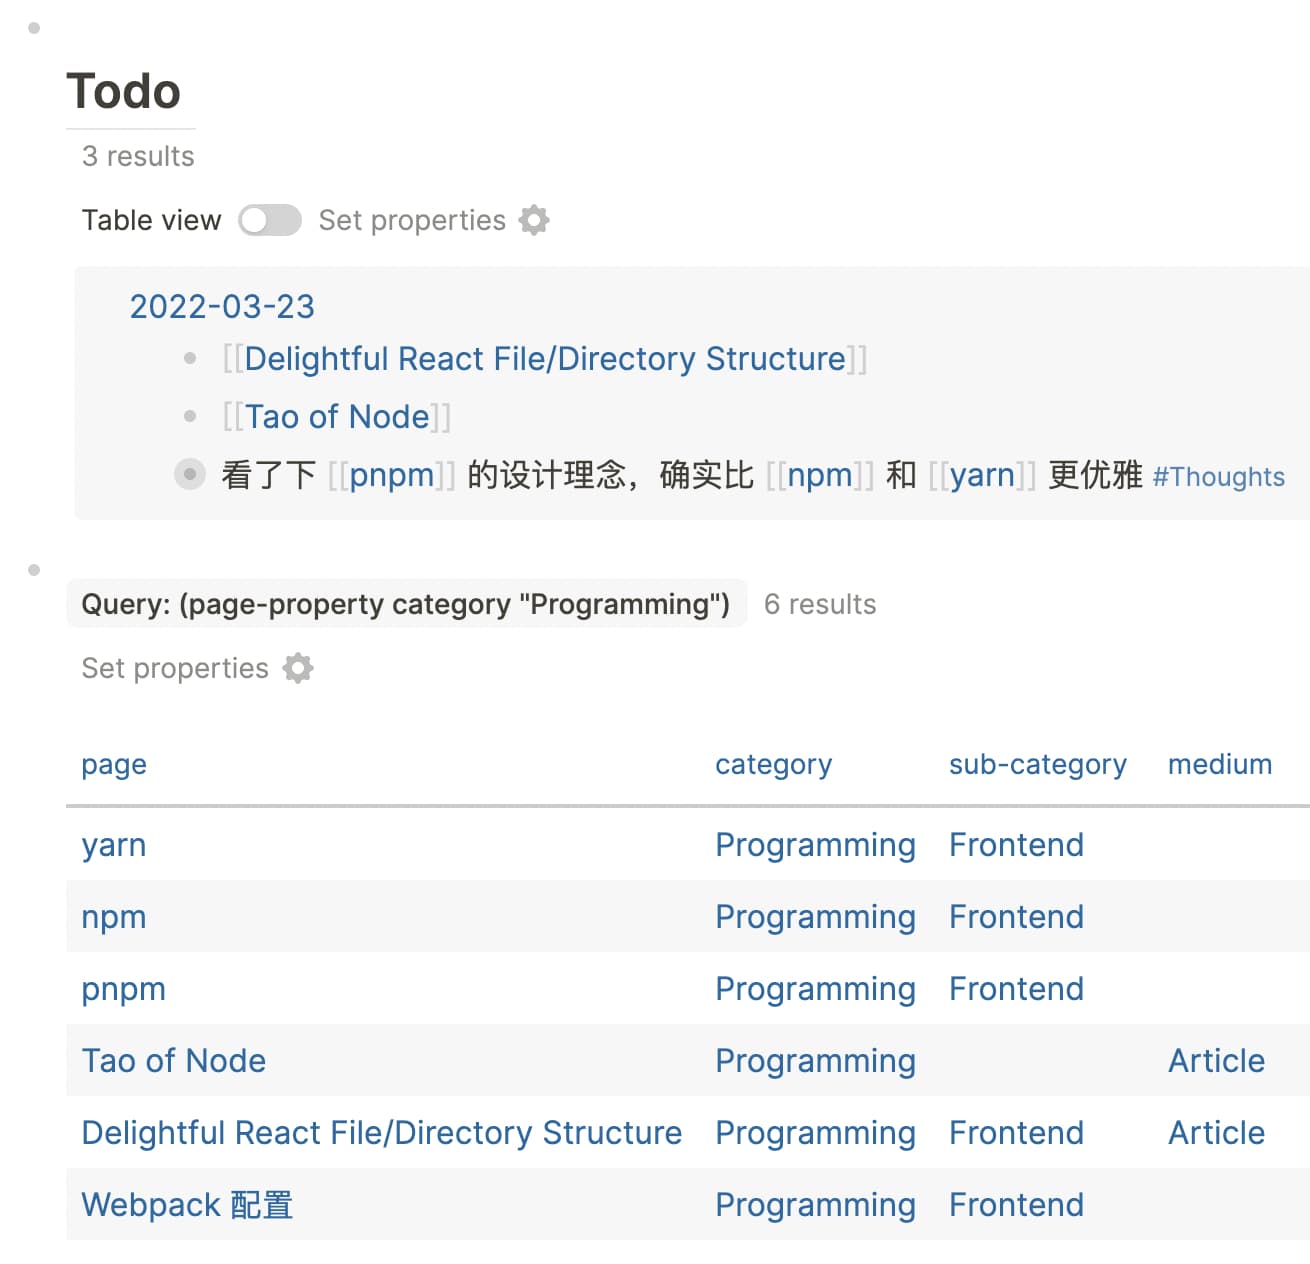 Todo
3 results
Table view Set properties
2022-03-23
[[Delightful React File/Directory Structure]]
[[Tao of Node]]
看了下 [[pnpm]] 的设计理念，确实比 [[npm]] 和 [[yarn]] 更优雅 #Thoughts
Query: (page-property category "Programming") 6 results
Set properties
page category sub-category medium
yarn Programming Frontend
npm Programming Frontend
pnpm Programming Frontend
Tao of Node Programming Article
Delightful React File/Directory Structure Programming Frontend Article
Webpack 配置 Programming Frontend